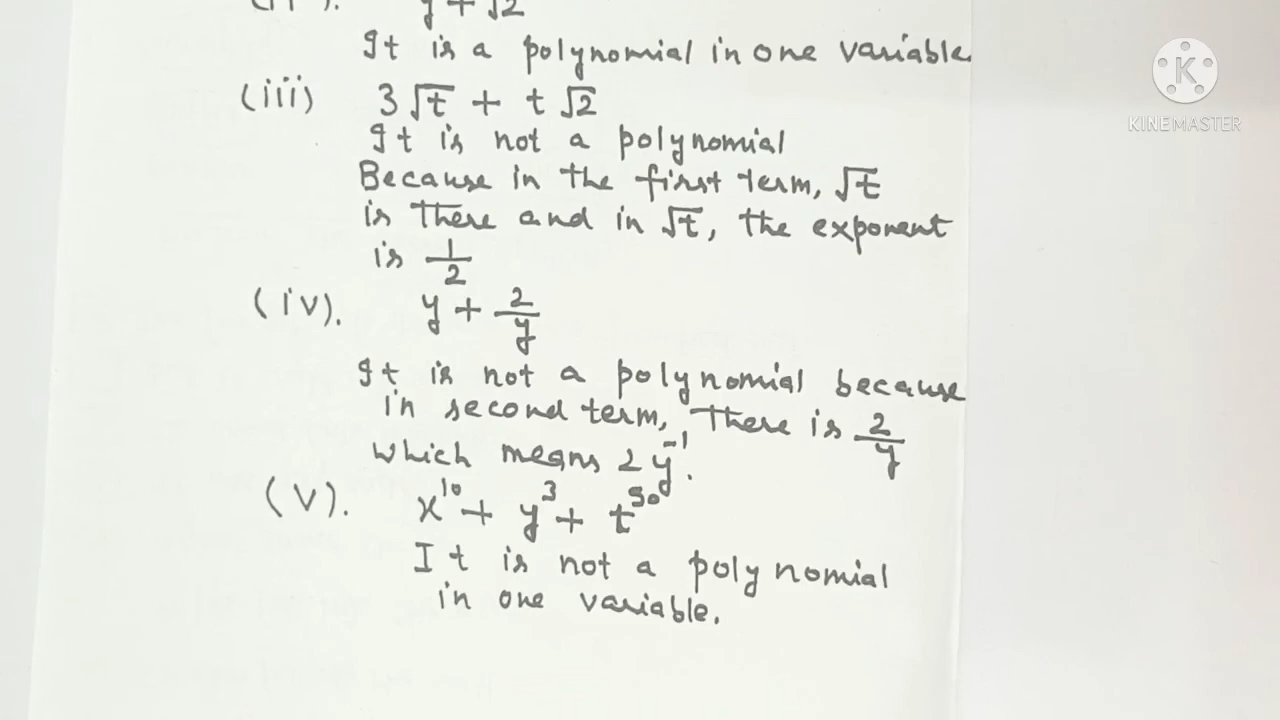 (ii). y + √2
It is a polynomial in one variable
(iii) 3√t + t√2
It is not a polynomial
Because in the first term, √t
is there and in √t, the exponent
is 1/2
(iv). y + 2/y
It is not a polynomial because
in second term, There is 2/y
which means 2y⁻¹.
(V). x¹⁰ + y³ + t⁵⁰
It is not a polynomial
in one variable.
KINEMASTER